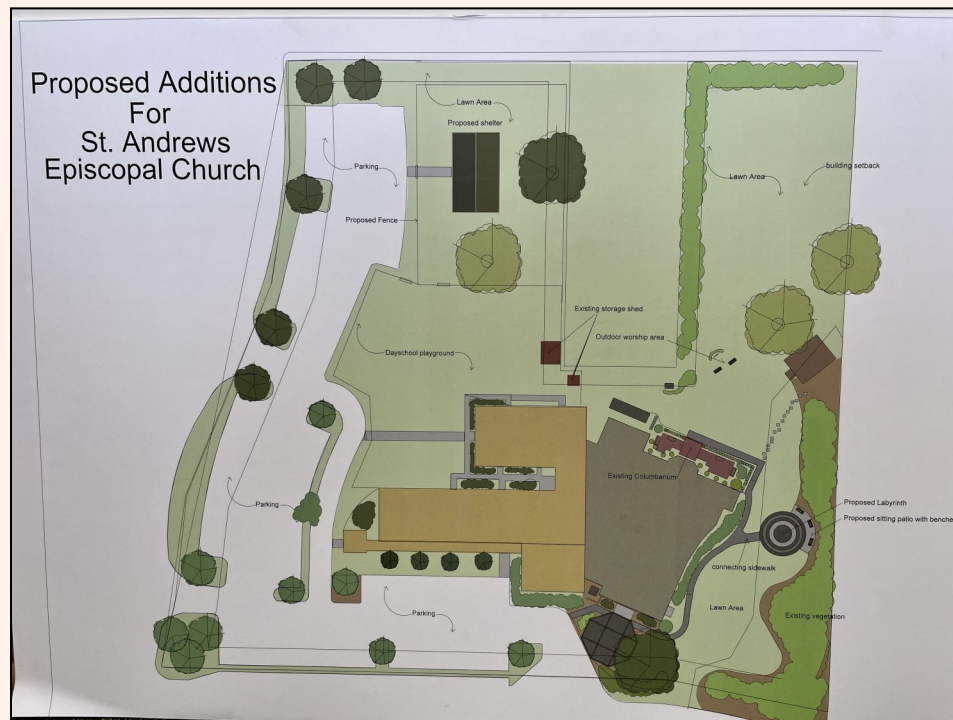 Proposed Additions
For
St. Andrews
Episcopal Church
Lawn Area
Proposed shelter
Parking
Proposed Fence
Lawn Area
building setback
Existing storage shed
Outdoor worship area
Dayschool playground
Existing Columbarium
Parking
Proposed Labyrinth
Proposed sitting patio with benche
connecting sidewalk
Lawn Area
Existing vegetation
Parking